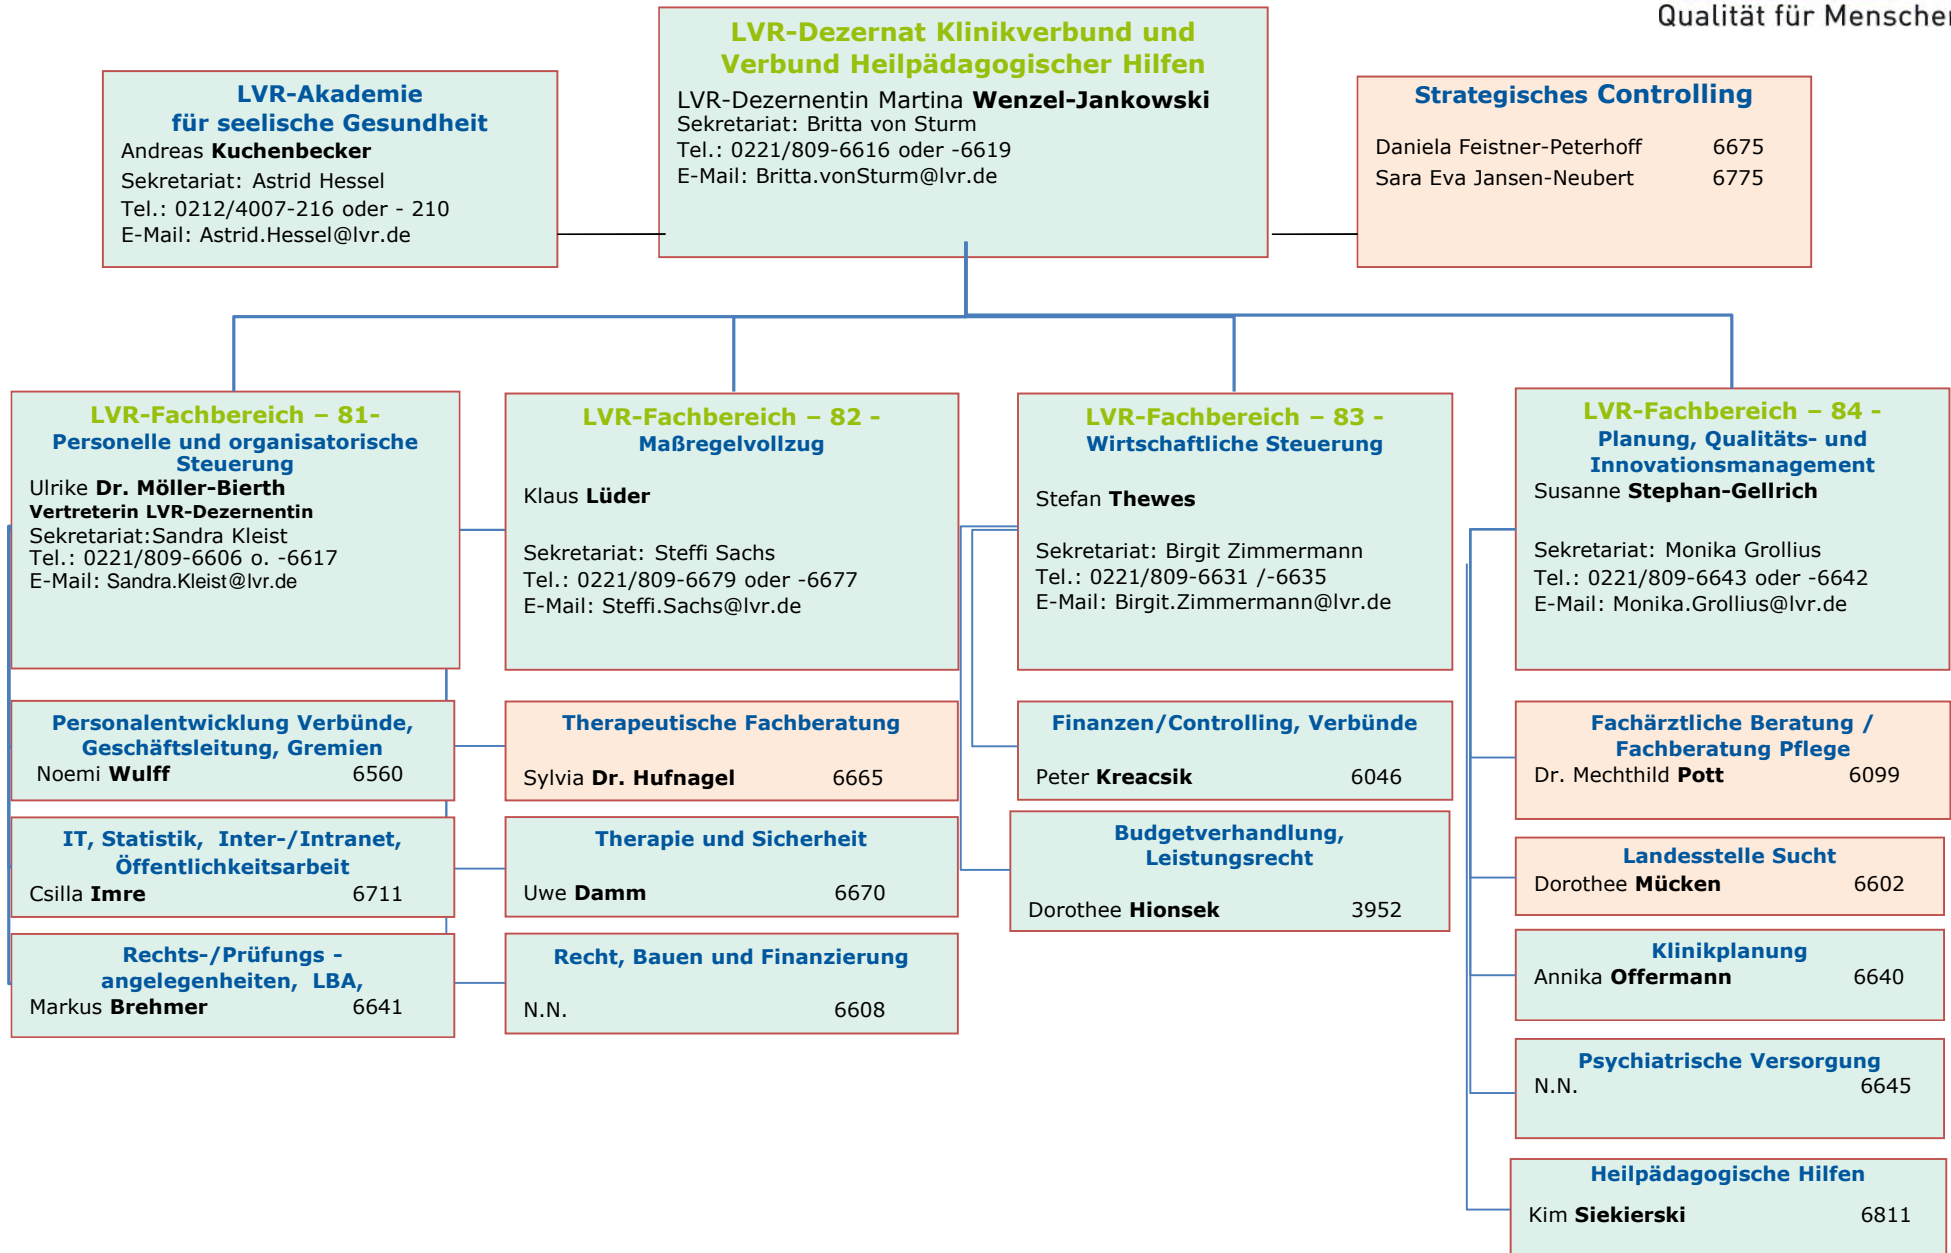 Qualität für Menschen
LVR-Dezernat Klinikverbund und
Verbund Heilpädagogischer Hilfen
LVR-Dezernentin Martina Wenzel-Jankowski
Sekretariat: Britta von Sturm
Tel.: 0221/809-6616 oder -6619
E-Mail: Britta.vonSturm@lvr.de
LVR-Akademie
für seelische Gesundheit
Andreas Kuchenbecker
Sekretariat: Astrid Hessel
Tel.: 0212/4007-216 oder - 210
E-Mail: Astrid.Hessel@lvr.de
Strategisches Controlling
Daniela Feistner-Peterhoff 6675
Sara Eva Jansen-Neubert 6775
LVR-Fachbereich – 81-
Personelle und organisatorische
Steuerung
Ulrike Dr. Möller-Bierth
Vertreterin LVR-Dezernentin
Sekretariat:Sandra Kleist
Tel.: 0221/809-6606 o. -6617
E-Mail: Sandra.Kleist@lvr.de
Personalentwicklung Verbünde,
Geschäftsleitung, Gremien
Noemi Wulff 6560
IT, Statistik, Inter-/Intranet,
Öffentlichkeitsarbeit
Csilla Imre 6711
Rechts-/Prüfungs -
angelegenheiten, LBA,
Markus Brehmer 6641
LVR-Fachbereich – 82 -
Maßregelvollzug
Klaus Lüder
Sekretariat: Steffi Sachs
Tel.: 0221/809-6679 oder -6677
E-Mail: Steffi.Sachs@lvr.de
Therapeutische Fachberatung
Sylvia Dr. Hufnagel 6665
Therapie und Sicherheit
Uwe Damm 6670
Recht, Bauen und Finanzierung
N.N. 6608
LVR-Fachbereich – 83 -
Wirtschaftliche Steuerung
Stefan Thewes
Sekretariat: Birgit Zimmermann
Tel.: 0221/809-6631 /-6635
E-Mail: Birgit.Zimmermann@lvr.de
Finanzen/Controlling, Verbünde
Peter Kreacsik 6046
Budgetverhandlung,
Leistungsrecht
Dorothee Hionsek 3952
LVR-Fachbereich – 84 -
Planung, Qualitäts- und
Innovationsmanagement
Susanne Stephan-Gellrich
Sekretariat: Monika Grollius
Tel.: 0221/809-6643 oder -6642
E-Mail: Monika.Grollius@lvr.de
Fachärztliche Beratung /
Fachberatung Pflege
Dr. Mechthild Pott 6099
Landesstelle Sucht
Dorothee Mücken 6602
Klinikplanung
Annika Offermann 6640
Psychiatrische Versorgung
N.N. 6645
Heilpädagogische Hilfen
Kim Siekierski 6811